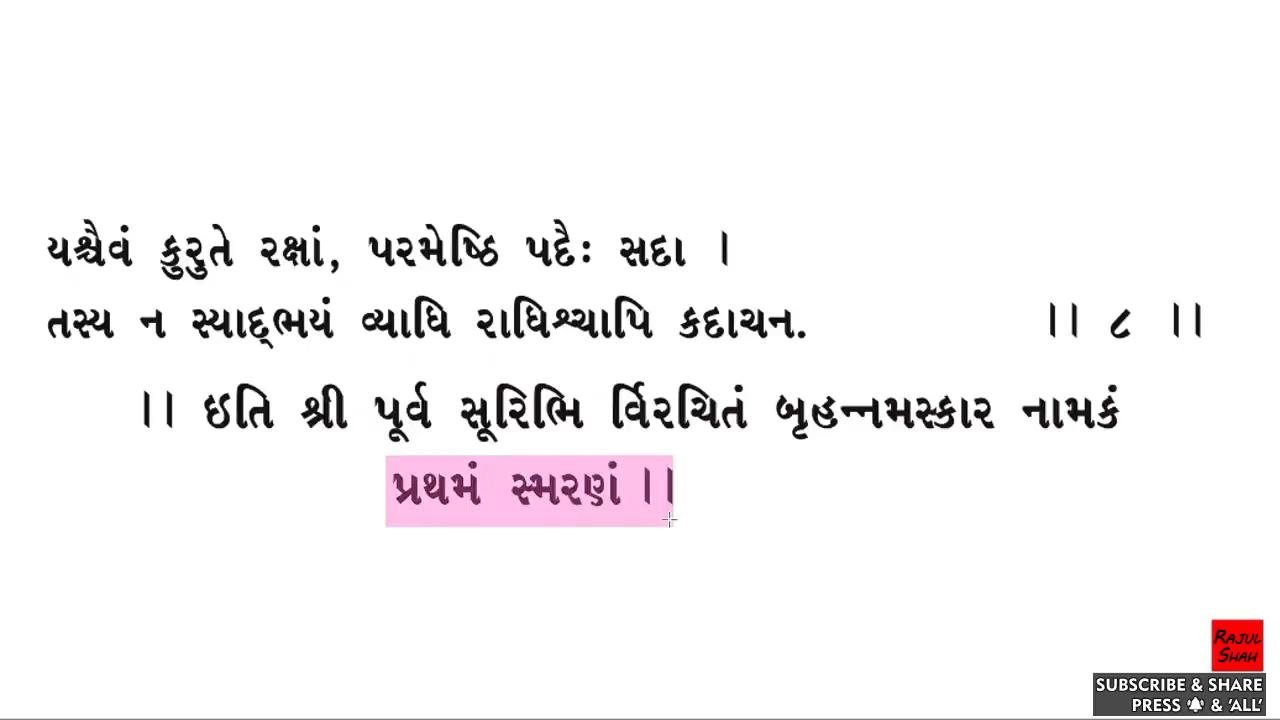 યશ્ચૈવં કુરુતે રક્ષાં, પરમેષ્ઠિ પદૈઃ સદા ।
તસ્ય ન સ્યાદ્‌ભયં વ્યાધિ રાધિશ્ચાપિ કદાચન. ।। ૮ ।।
।। ઇતિ શ્રી પૂર્વ સૂરિભિ ર્વિરચિતં બૃહન્નમસ્કાર નામકં
પ્રથમં સ્મરણં ।।
RAJUL
SHAH
SUBSCRIBE & SHARE
PRESS 🔔 & 'ALL'